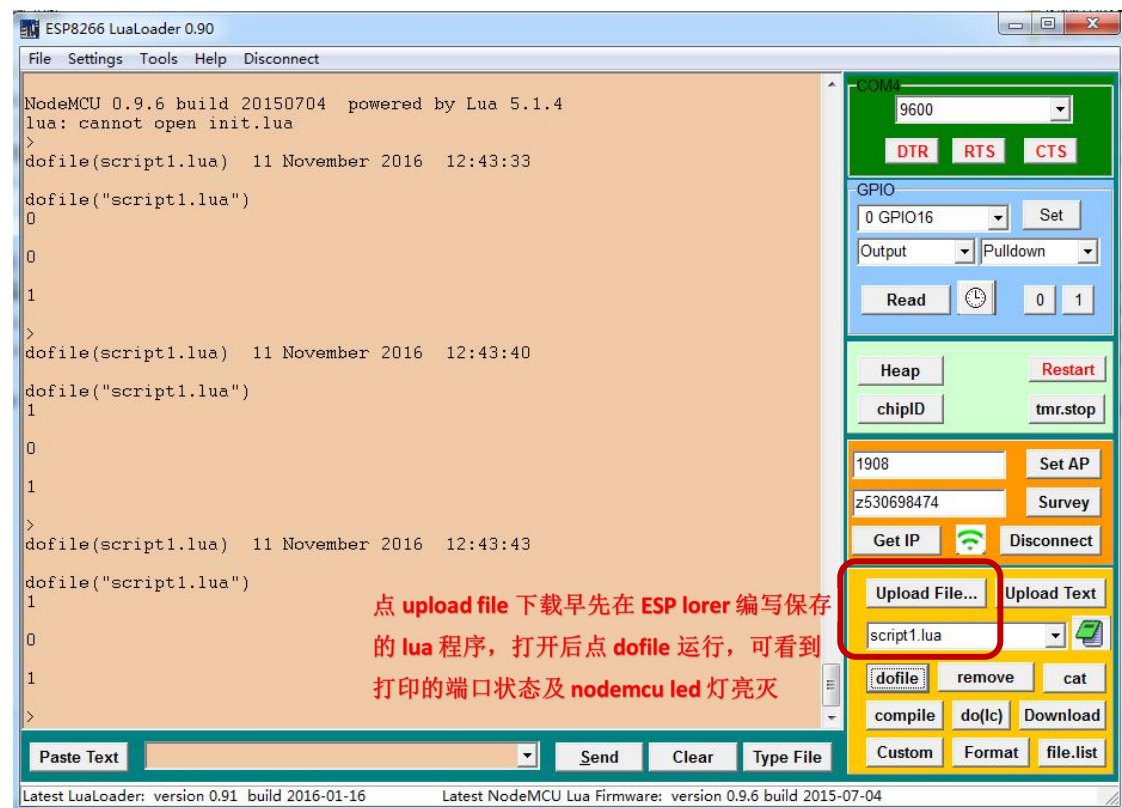 ESP8266 LuaLoader 0.90
File Settings Tools Help Disconnect
NodeMCU 0.9.6 build 20150704 powered by Lua 5.1.4
lua: cannot open init.lua
>
dofile(script1.lua) 11 November 2016 12:43:33
dofile("script1.lua")
0
0
1
>
dofile(script1.lua) 11 November 2016 12:43:40
dofile("script1.lua")
1
0
1
>
dofile(script1.lua) 11 November 2016 12:43:43
dofile("script1.lua")
1
0
1
>
点 upload file 下载早先在 ESP lorer 编写保存
的 lua 程序，打开后点 dofile 运行，可看到
打印的端口状态及 nodemcu led 灯亮灭
COM4
9600
DTR RTS CTS
GPIO
0 GPIO16 Set
Output Pulldown
Read 0 1
Heap Restart
chipID tmr.stop
1908 Set AP
z530698474 Survey
Get IP Disconnect
Upload File... Upload Text
script1.lua
dofile remove cat
compile do(lc) Download
Custom Format file.list
Paste Text Send Clear Type File
Latest LuaLoader: version 0.91 build 2016-01-16 Latest NodeMCU Lua Firmware: version 0.9.6 build 2015-07-04